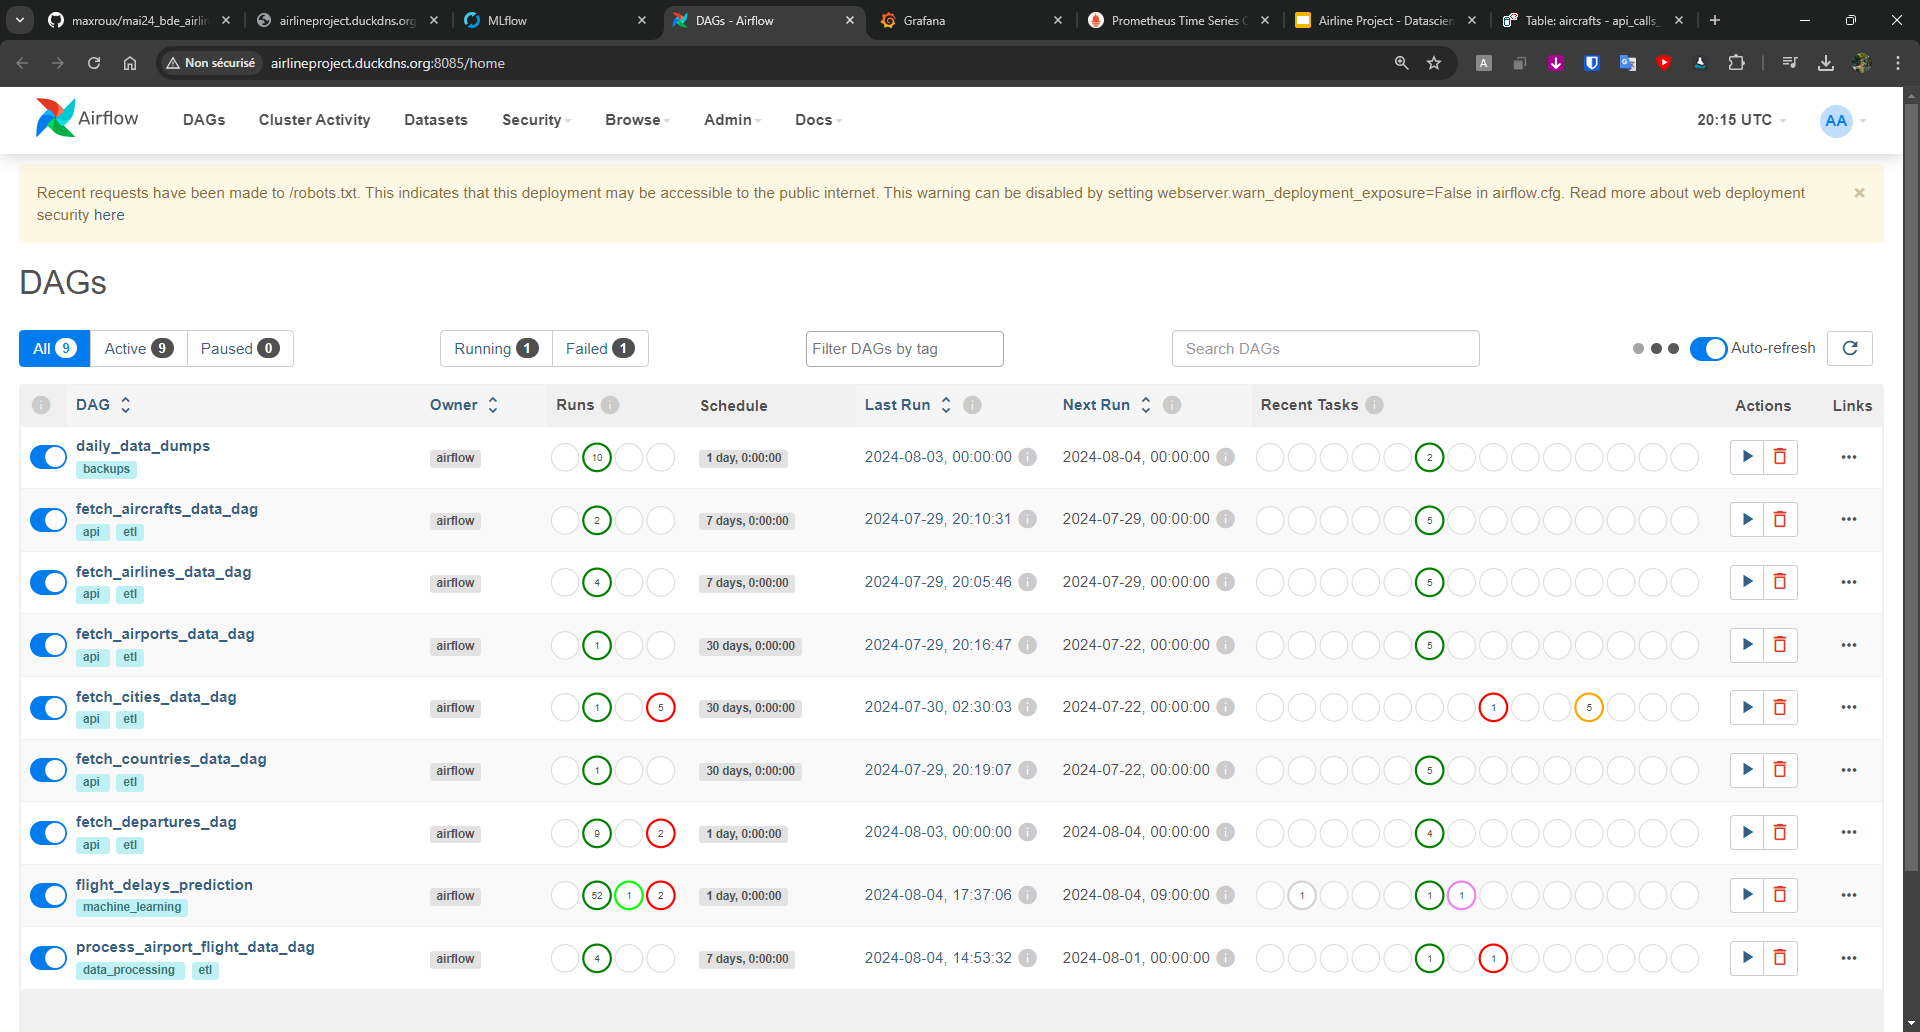 maxroux/mai24_bde_airlin
airlineproject.duckdns.org
MLflow
DAGs - Airflow
Grafana
Prometheus Time Series C
Airline Project - Datascien
Table: aircrafts - api_calls_
Non sécurisé
airlineproject.duckdns.org:8085/home
Airflow
DAGs
Cluster Activity
Datasets
Security
Browse
Admin
Docs
20:15 UTC
AA
Recent requests have been made to /robots.txt. This indicates that this deployment may be accessible to the public internet. This warning can be disabled by setting webserver.warn_deployment_exposure=False in airflow.cfg. Read more about web deployment
security here
×
DAGs
All 9
Active 9
Paused 0
Running 1
Failed 1
Filter DAGs by tag
Search DAGs
Auto-refresh
DAG Owner Runs Schedule Last Run Next Run Recent Tasks Actions Links
daily_data_dumps
backups
airflow 10 1 day, 0:00:00 2024-08-03, 00:00:00 2024-08-04, 00:00:00 2
fetch_aircrafts_data_dag
api etl
airflow 2 7 days, 0:00:00 2024-07-29, 20:10:31 2024-07-29, 00:00:00 5
fetch_airlines_data_dag
api etl
airflow 4 7 days, 0:00:00 2024-07-29, 20:05:46 2024-07-29, 00:00:00 5
fetch_airports_data_dag
api etl
airflow 1 30 days, 0:00:00 2024-07-29, 20:16:47 2024-07-22, 00:00:00 5
fetch_cities_data_dag
api etl
airflow 1 5 30 days, 0:00:00 2024-07-30, 02:30:03 2024-07-22, 00:00:00 1 5
fetch_countries_data_dag
api etl
airflow 1 30 days, 0:00:00 2024-07-29, 20:19:07 2024-07-22, 00:00:00 5
fetch_departures_dag
api etl
airflow 9 2 1 day, 0:00:00 2024-08-03, 00:00:00 2024-08-04, 00:00:00 4
flight_delays_prediction
machine_learning
airflow 52 1 2 1 day, 0:00:00 2024-08-04, 17:37:06 2024-08-04, 09:00:00 1 1 1
process_airport_flight_data_dag
data_processing etl
airflow 4 7 days, 0:00:00 2024-08-04, 14:53:32 2024-08-01, 00:00:00 1 1